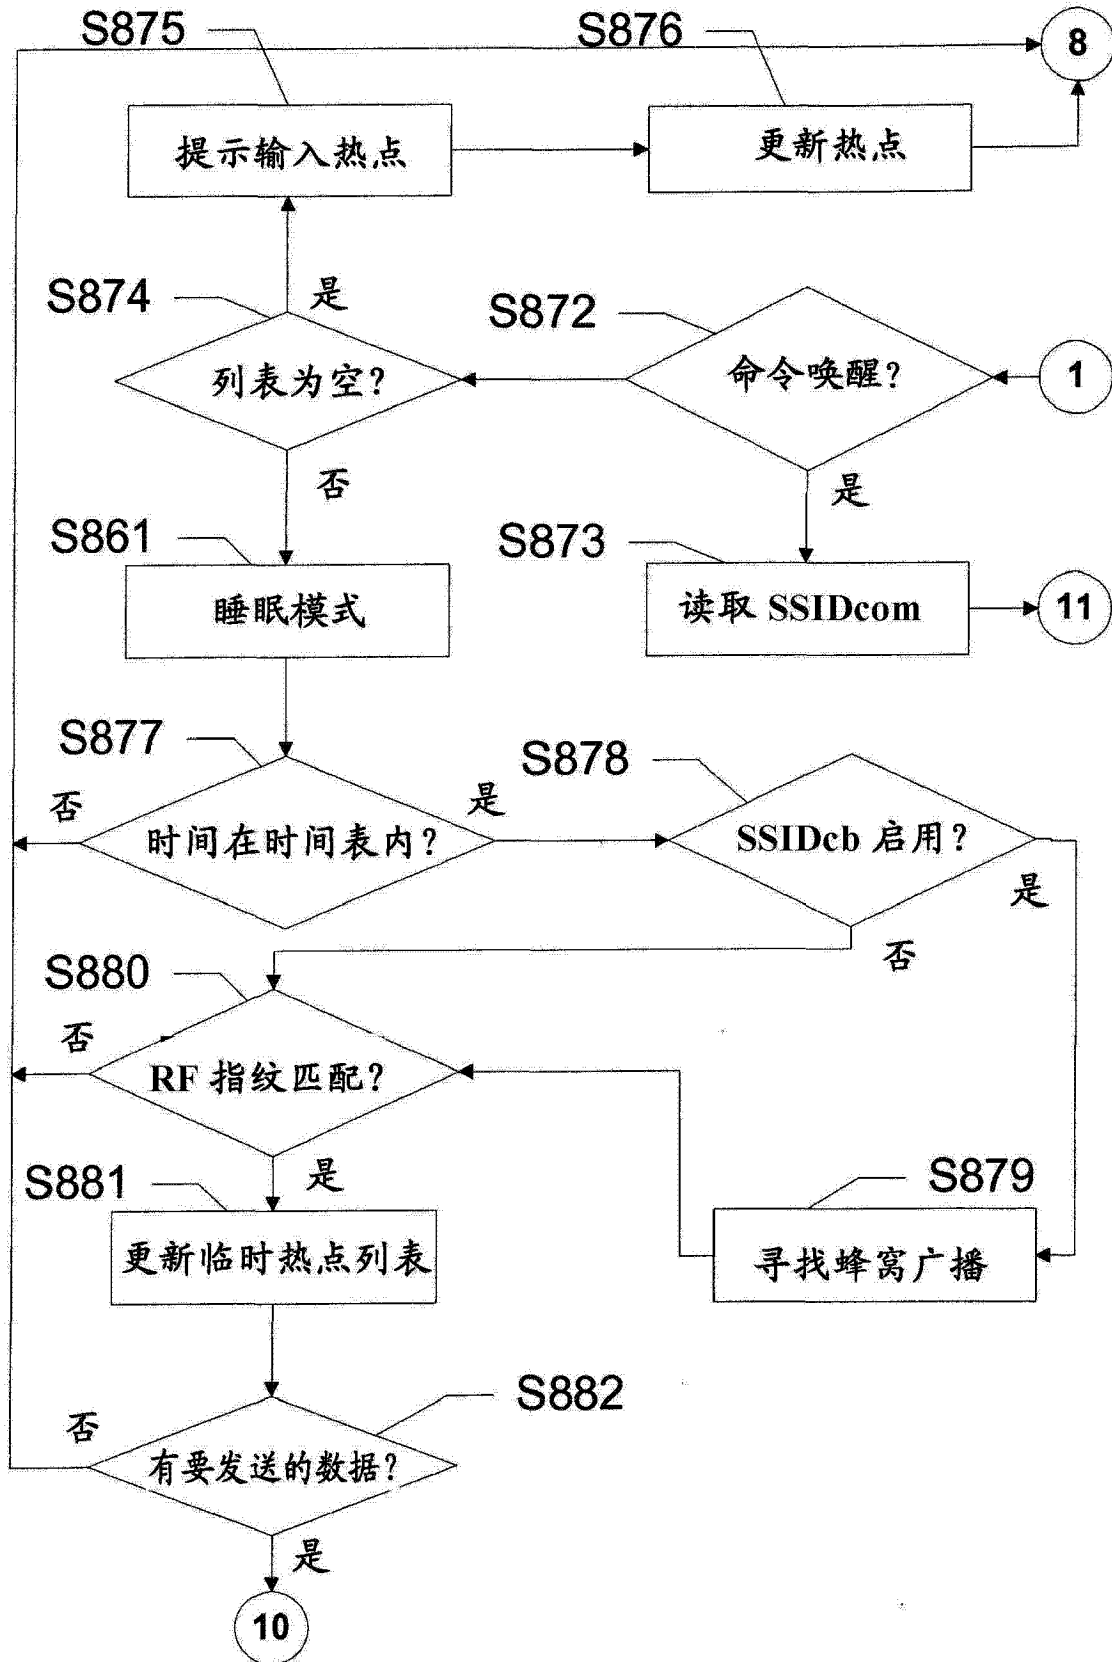 S875
S876
8
提示输入热点
更新热点
S874
是
S872
列表为空?
命令唤醒?
1
否
是
S861
S873
睡眠模式
读取 SSIDcom
11
S877
S878
否
是
时间在时间表内?
SSIDcb 启用?
是
否
S880
否
RF 指纹匹配?
是
S881
S879
更新临时热点列表
寻找蜂窝广播
S882
否
有要发送的数据?
是
10